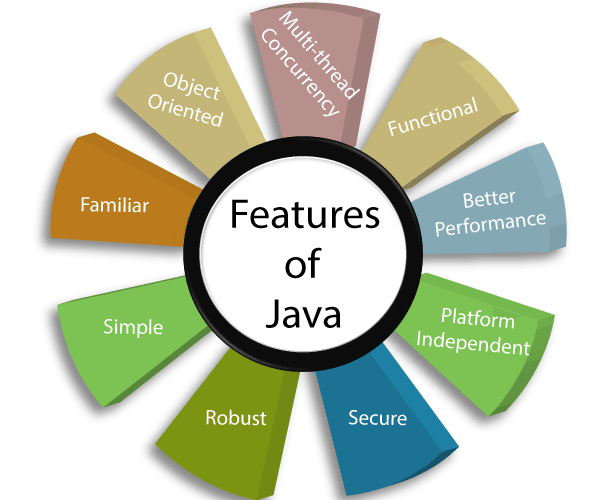 Features
of
Java
Multi-thread
Concurrency
Functional
Better
Performance
Platform
Independent
Secure
Robust
Simple
Familiar
Object
Oriented